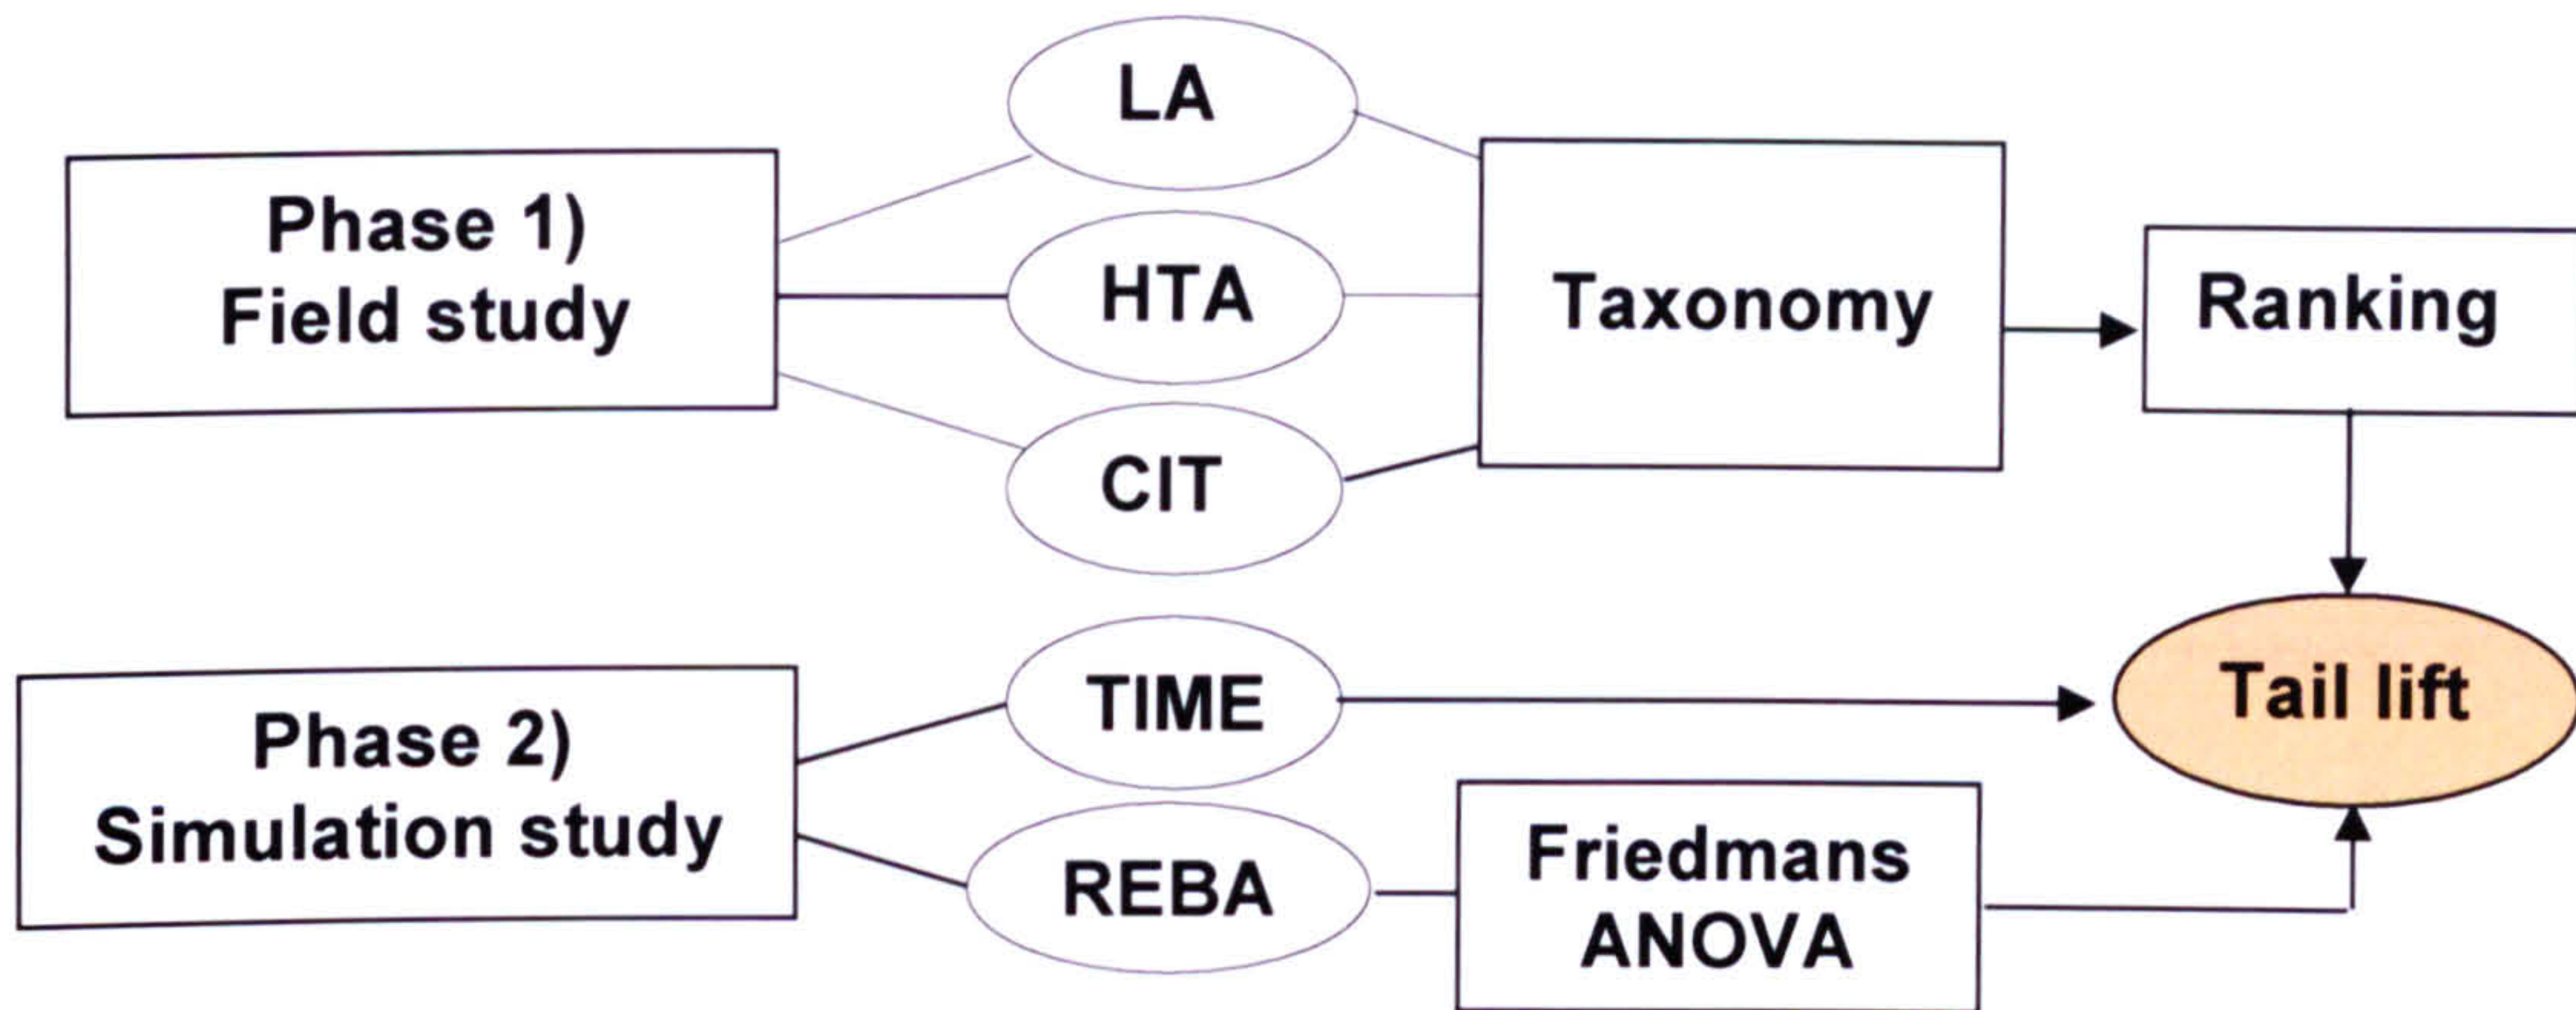 LA
Phase 1)
Field study
HTA
Taxonomy
Ranking
CIT
TIME
Tail lift
Phase 2)
Simulation study
REBA
Friedmans
ANOVA